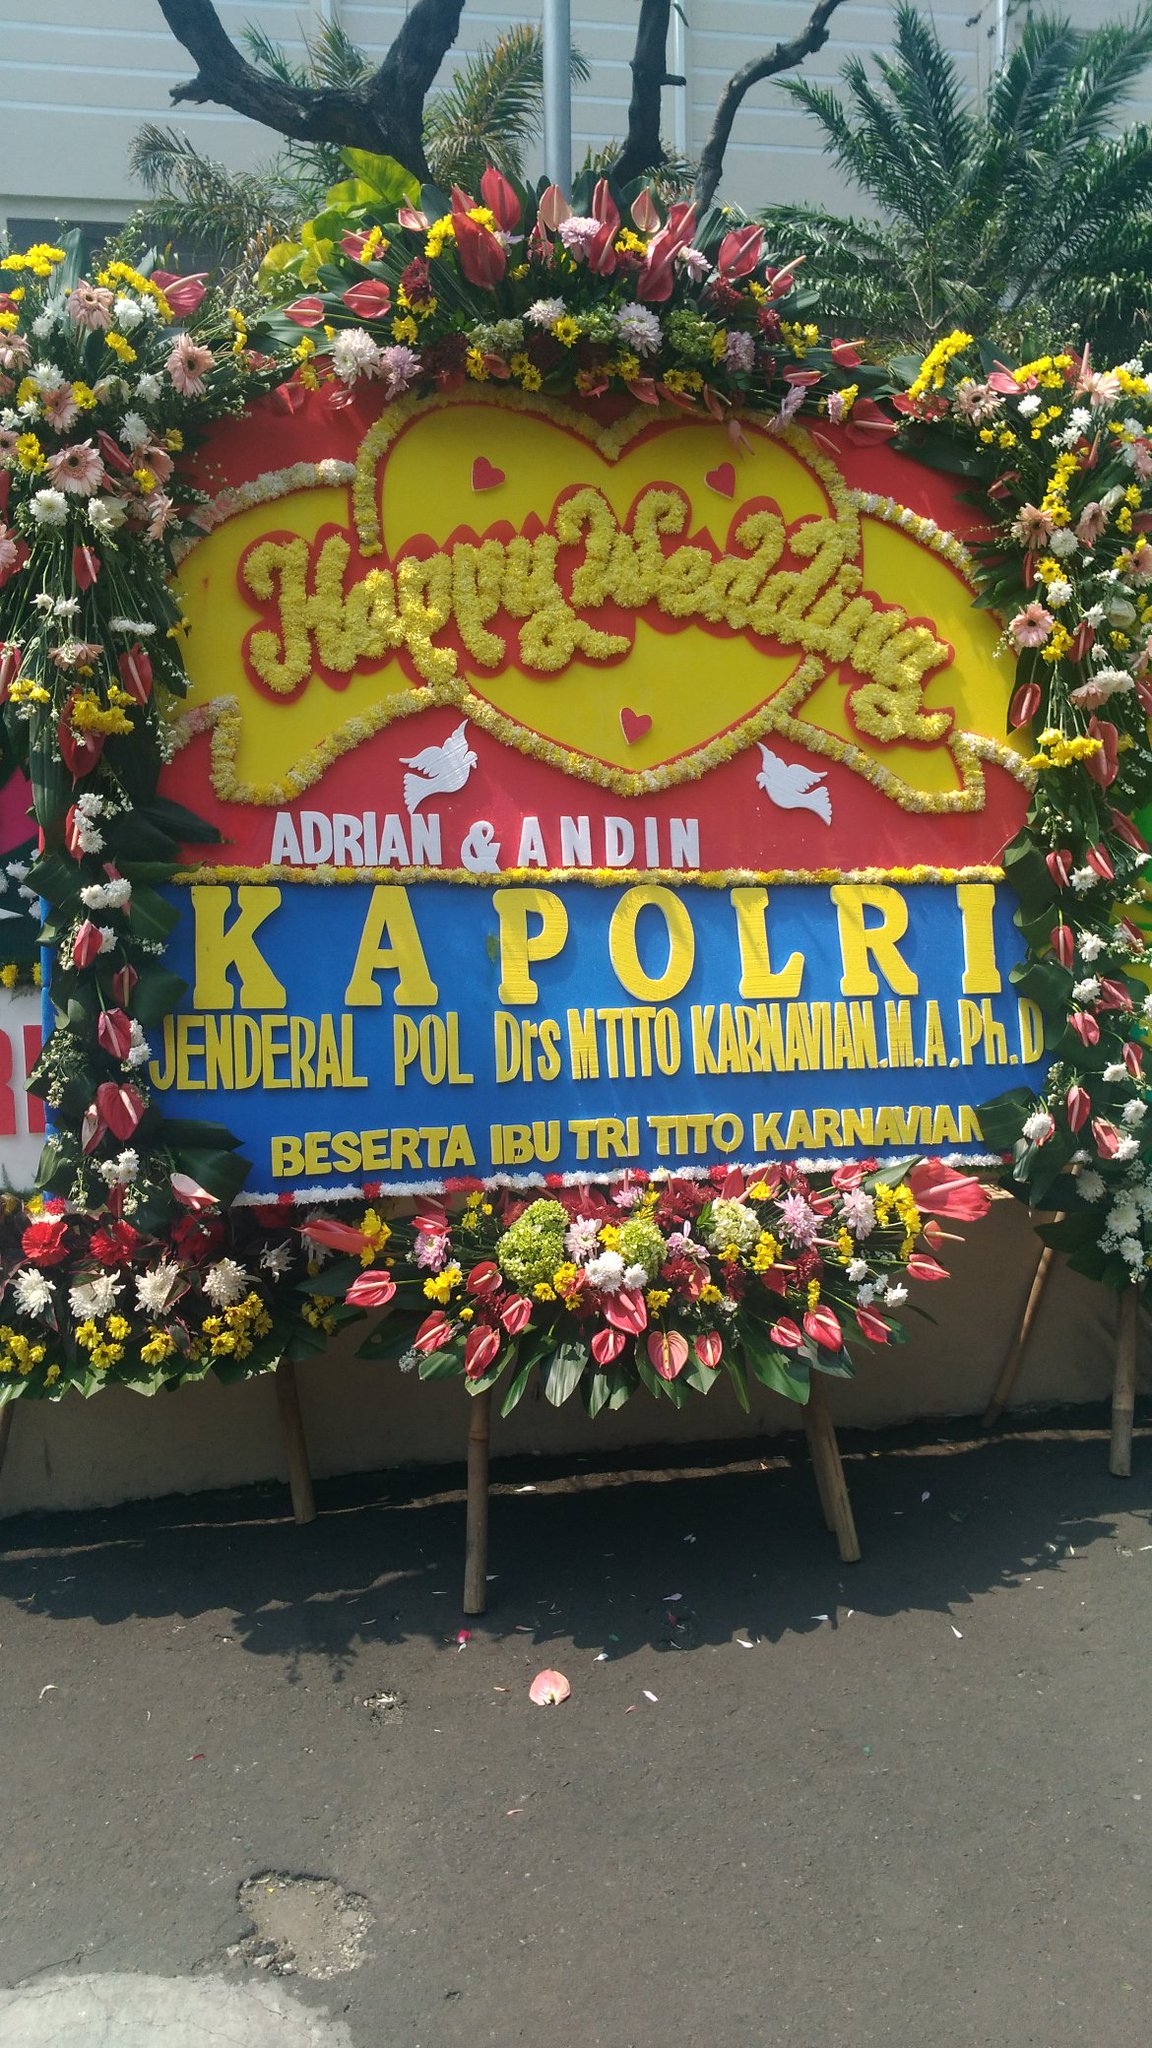 Happy Wedding
ADRIAN & ANDIN
KAPOLRI
JENDERAL POL Drs M TITO KARNAVIAN.M.A,Ph.D
BESERTA IBU TRI TITO KARNAVIAN